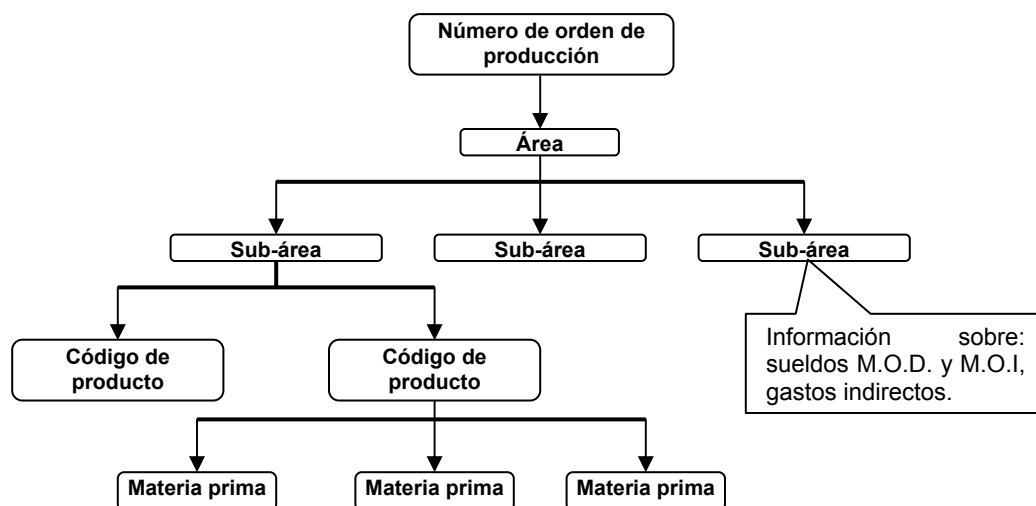 Número de orden de
producción
Área
Sub-área
Sub-área
Sub-área
Código de
producto
Código de
producto
Información sobre:
sueldos M.O.D. y M.O.I,
gastos indirectos.
Materia prima
Materia prima
Materia prima